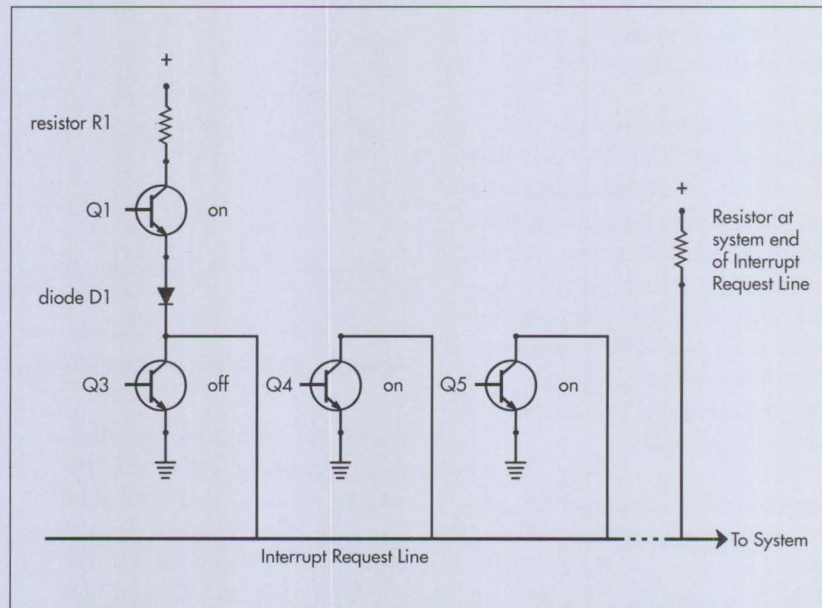 +
resistor R1
Q1
on
diode D1
Q3
off
Q4
on
Q5
on
+
Resistor at
system end
of Interrupt
Request Line
Interrupt Request Line
To System